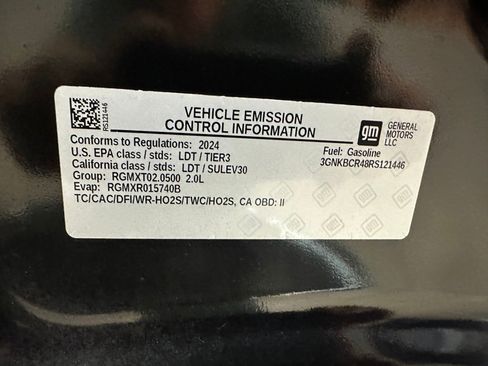 RS121446
VEHICLE EMISSION
CONTROL INFORMATION
gm
GENERAL
MOTORS
LLC
Conforms to Regulations: 2024
Fuel: Gasoline
U.S. EPA class / stds: LDT / TIER3
3GNKBCR48RS121446
California class / stds: LDT / SULEV30
Group: RGMXT02.0500 2.0L
Evap: RGMXR015740B
TC/CAC/DFI/WR-HO2S/TWC/HO2S, CA OBD: II